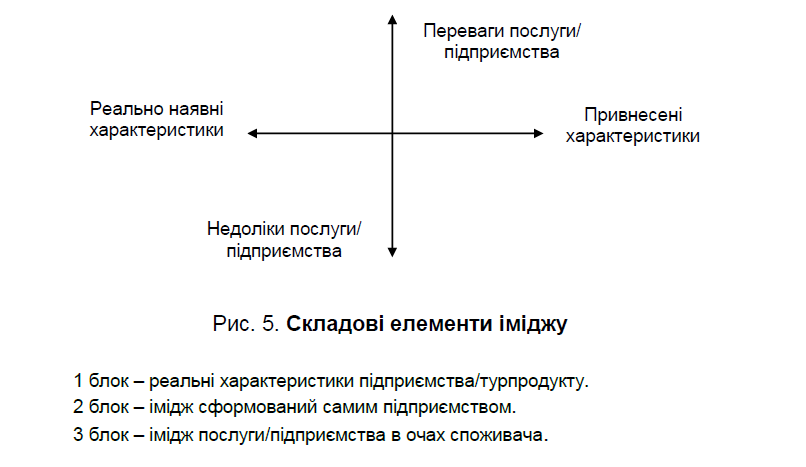 Переваги послуги/
підприємства
Реально наявні
характеристики
Привнесені
характеристики
Недоліки послуги/
підприємства
Рис. 5. Складові елементи іміджу
1 блок – реальні характеристики підприємства/турпродукту.
2 блок – імідж сформований самим підприємством.
3 блок – імідж послуги/підприємства в очах споживача.